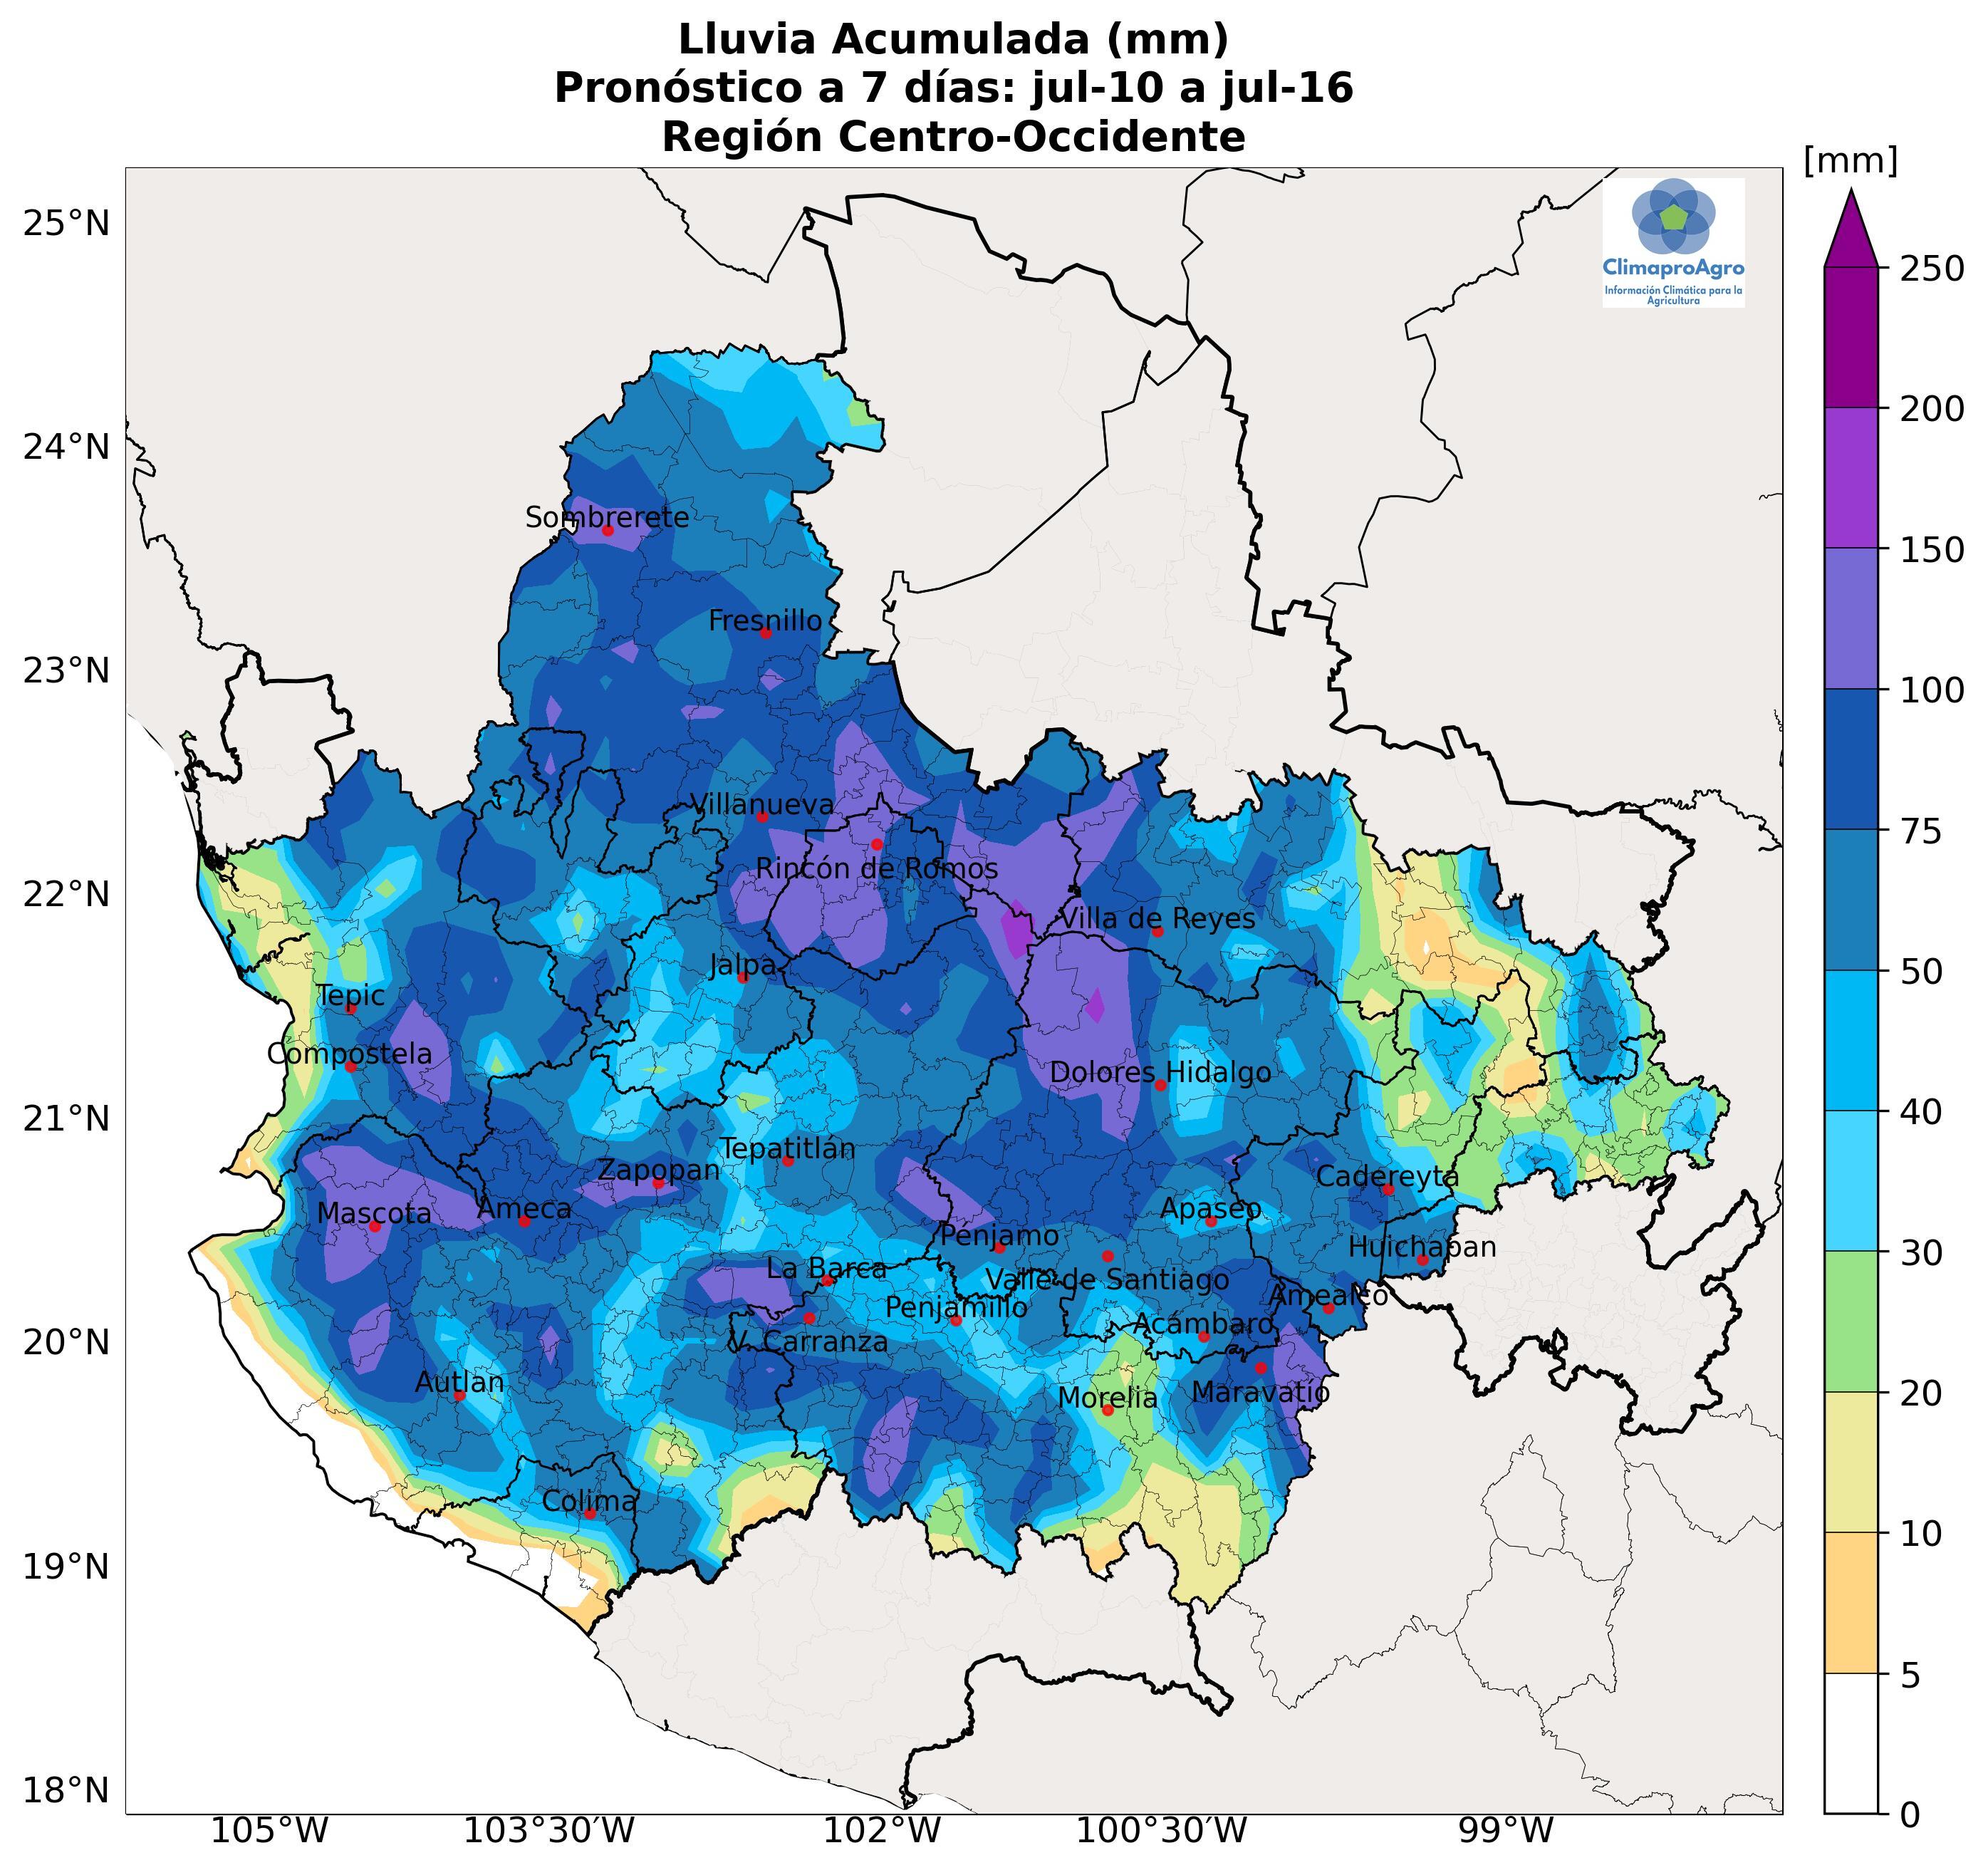 Lluvia Acumulada (mm)
Pronóstico a 7 días: jul-10 a jul-16
Región Centro-Occidente
[mm]
ClimaproAgro
Información Climática para la
Agricultura
25°N
24°N
23°N
22°N
21°N
20°N
19°N
18°N
Sombrerete
Fresnillo
Villanueva
Rincón de Romos
Villa de Reyes
Jalpa
Tepic
Compostela
Dolores Hidalgo
Tepatitlán
Zapopan
Cadereyta
Mascota
Ameca
Apaseo
Penjamo
Huichapan
La Barca
Valle de Santiago
Amealco
Penjamillo
Acámbaro
V. Carranza
Autlan
Morelia
Maravatío
Colima
105°W
103°30'W
102°W
100°30'W
99°W
250
200
150
100
75
50
40
30
20
10
5
0